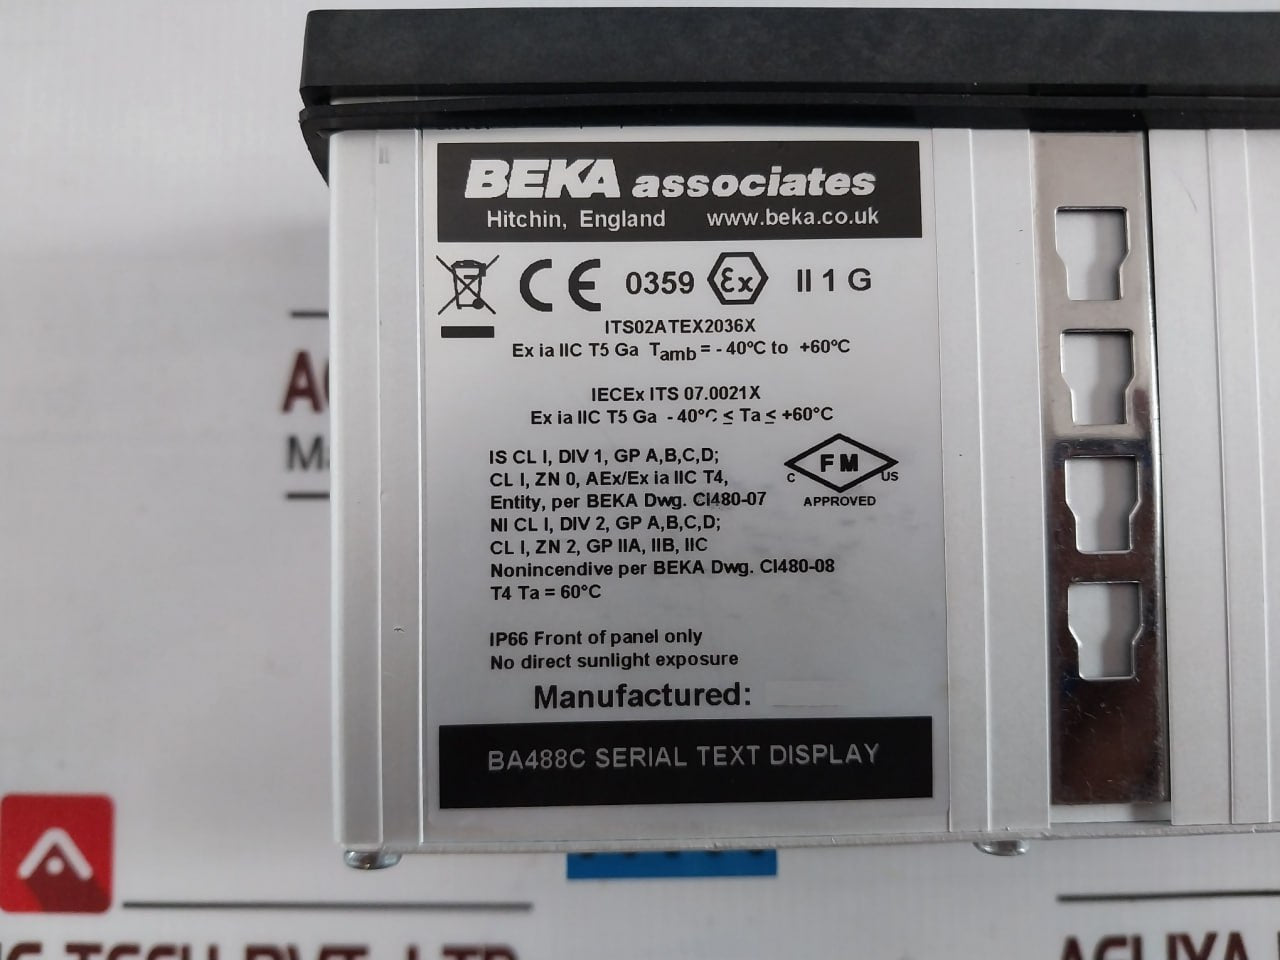 BEKA associates
Hitchin, England www.beka.co.uk
CE 0359 Ex II 1 G
ITS02ATEX2036X
Ex ia IIC T5 Ga Tamb = - 40°C to +60°C
IECEx ITS 07.0021X
Ex ia IIC T5 Ga - 40°C ≤ Ta ≤ +60°C
IS CL I, DIV 1, GP A,B,C,D;
CL I, ZN 0, AEx/Ex ia IIC T4,
Entity, per BEKA Dwg. CI480-07
NI CL I, DIV 2, GP A,B,C,D;
CL I, ZN 2, GP IIA, IIB, IIC
Nonincendive per BEKA Dwg. CI480-08
T4 Ta = 60°C
C FM US
APPROVED
IP66 Front of panel only
No direct sunlight exposure
Manufactured:
BA488C SERIAL TEXT DISPLAY
TECH PVT. LTD